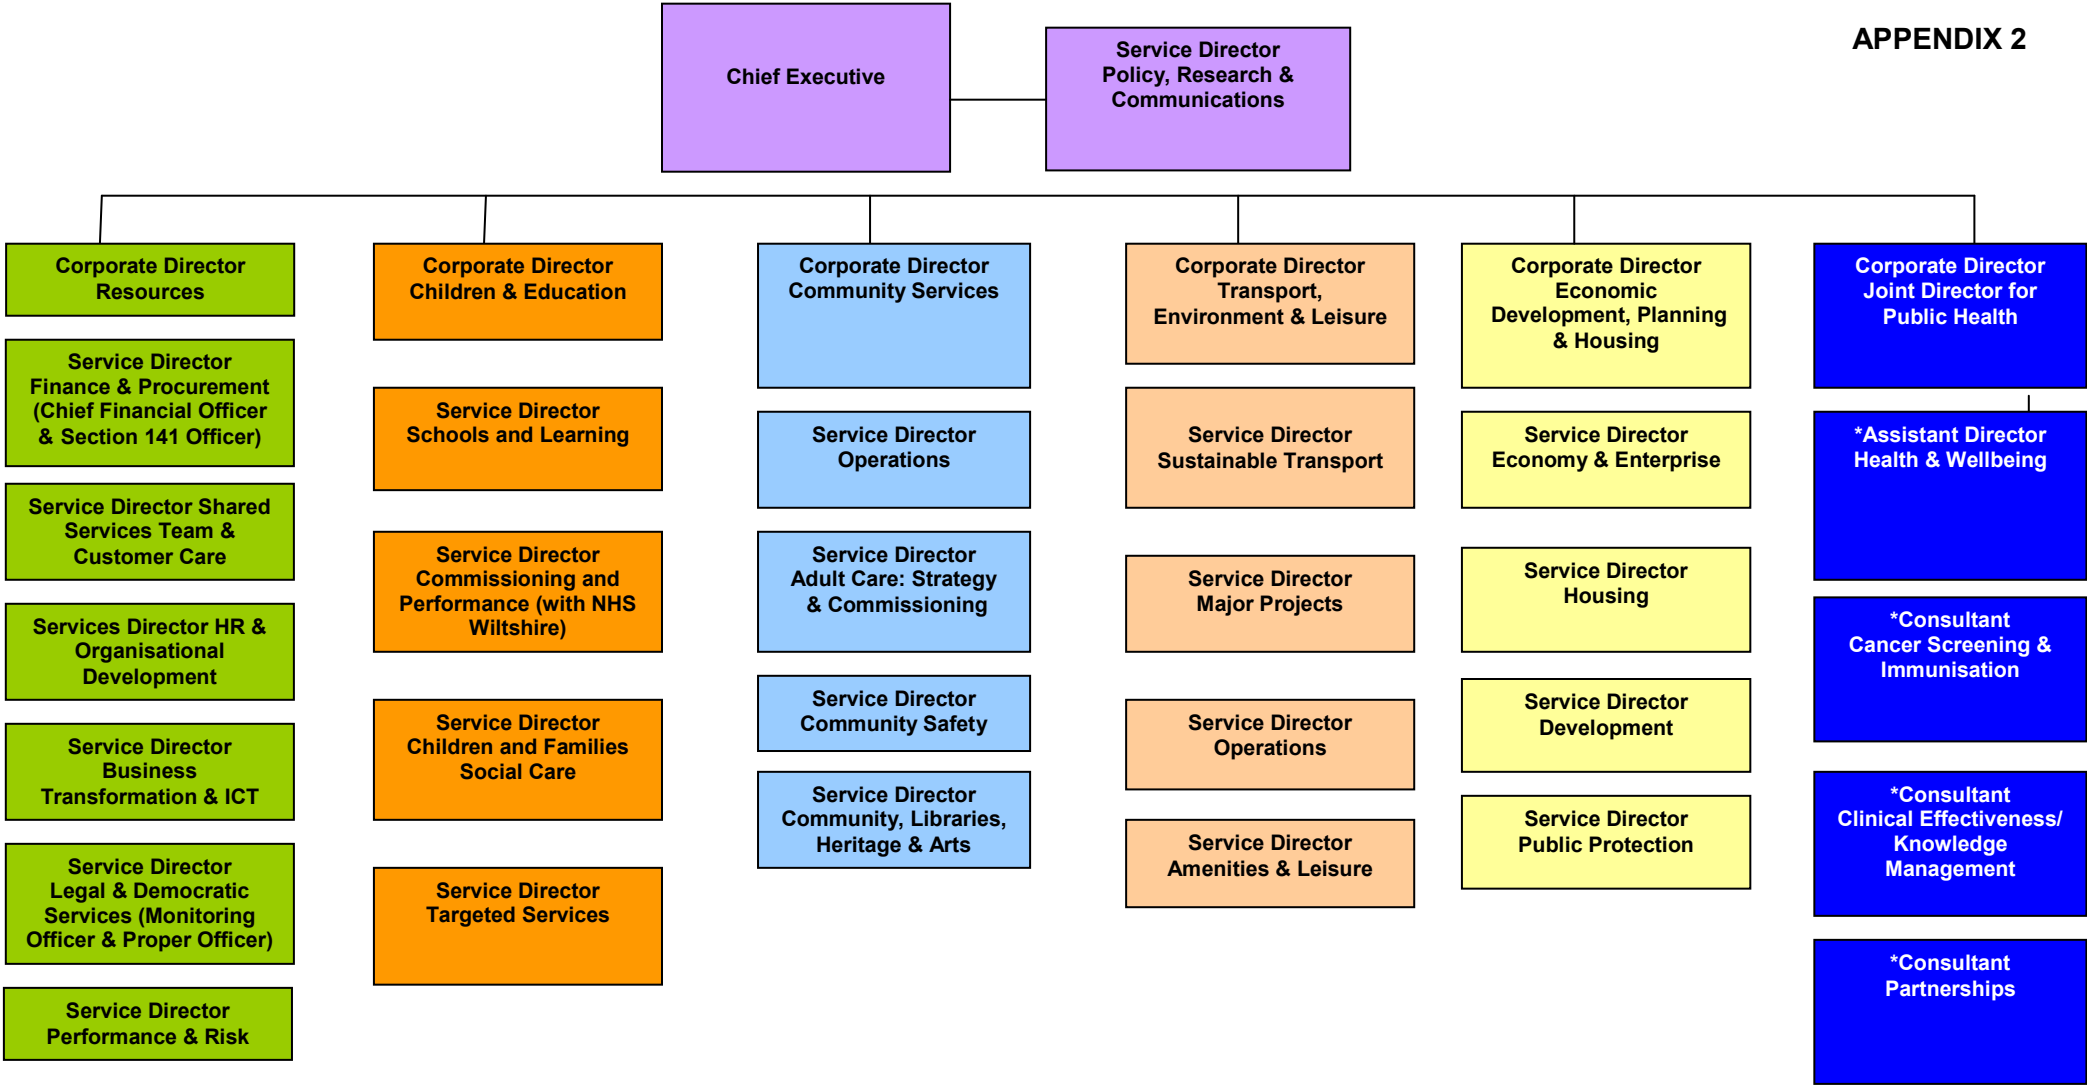 APPENDIX 2
Chief Executive
Service Director
Policy, Research &
Communications
Corporate Director
Resources
Service Director
Finance & Procurement
(Chief Financial Officer
& Section 141 Officer)
Service Director Shared
Services Team &
Customer Care
Services Director HR &
Organisational
Development
Service Director
Business
Transformation & ICT
Service Director
Legal & Democratic
Services (Monitoring
Officer & Proper Officer)
Service Director
Performance & Risk
Corporate Director
Children & Education
Service Director
Schools and Learning
Service Director
Commissioning and
Performance (with NHS
Wiltshire)
Service Director
Children and Families
Social Care
Service Director
Targeted Services
Corporate Director
Community Services
Service Director
Operations
Service Director
Adult Care: Strategy
& Commissioning
Service Director
Community Safety
Service Director
Community, Libraries,
Heritage & Arts
Corporate Director
Transport,
Environment & Leisure
Service Director
Sustainable Transport
Service Director
Major Projects
Service Director
Operations
Service Director
Amenities & Leisure
Corporate Director
Economic
Development, Planning
& Housing
Service Director
Economy & Enterprise
Service Director
Housing
Service Director
Development
Service Director
Public Protection
Corporate Director
Joint Director for
Public Health
*Assistant Director
Health & Wellbeing
*Consultant
Cancer Screening &
Immunisation
*Consultant
Clinical Effectiveness/
Knowledge
Management
*Consultant
Partnerships